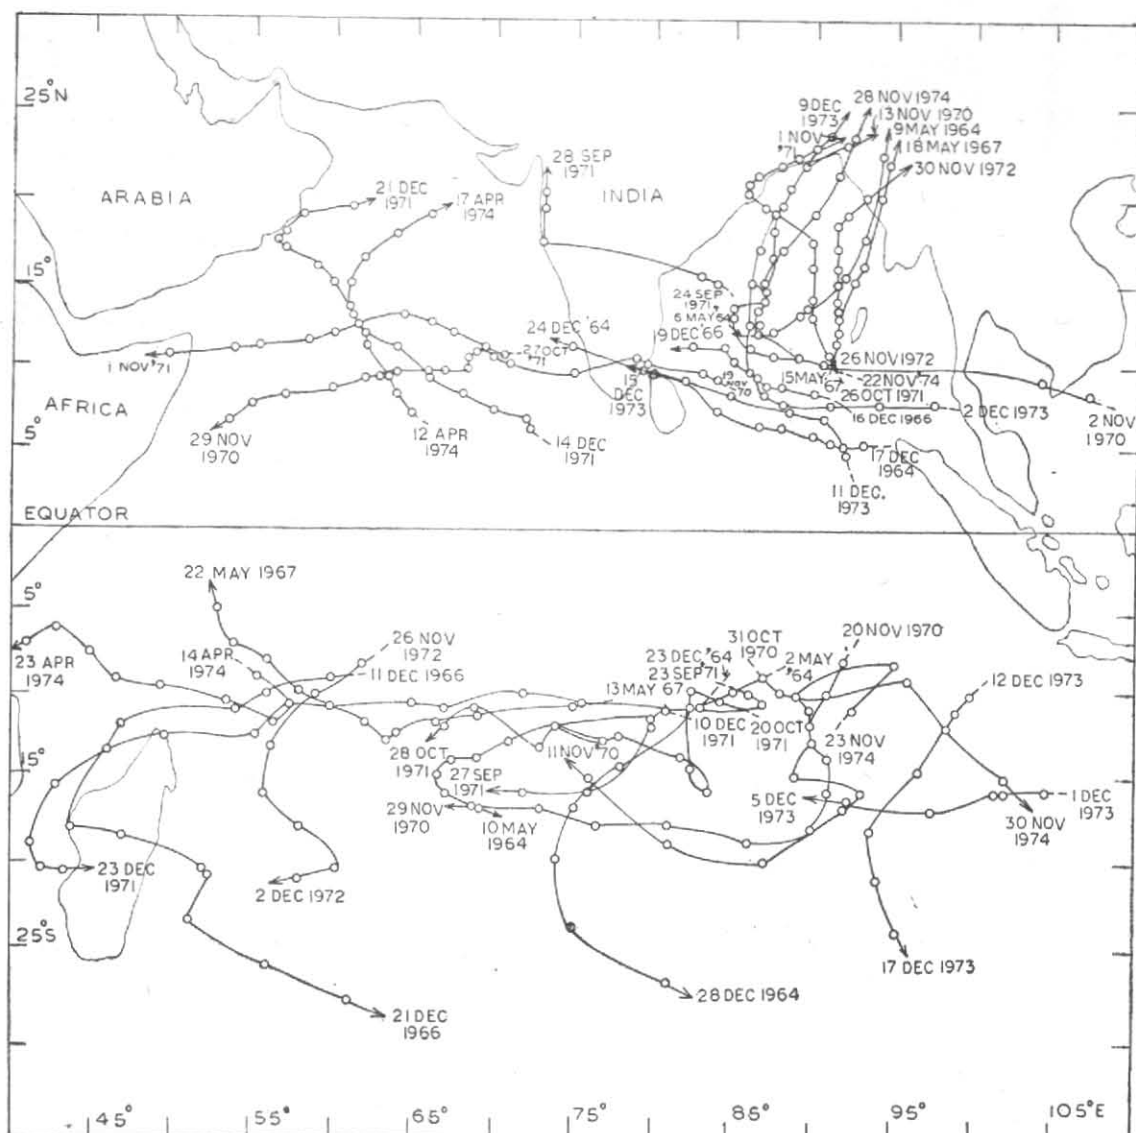 25°N
9 DEC
1973
28 NOV 1974
13 NOV 1970
9 MAY 1964
18 MAY 1967
30 NOV 1972
1 NOV
'71
28 SEP
1971
INDIA
ARABIA
21 DEC
1971
17 APR
1974
15°
24 SEP
1971
6 MAY '64
24 DEC '64
19 DEC '66
1 NOV '71
27 OCT
'71
26 NOV 1972
22 NOV '74
15 MAY
'67
26 OCT 1971
19
NOV
'70
16 DEC 1966
2 DEC 1973
2 NOV
1970
AFRICA
15
DEC
1973
5°
29 NOV
1970
12 APR
1974
14 DEC
1971
17 DEC
1964
11 DEC.
1973
EQUATOR
22 MAY 1967
5°
23 APR
1974
14 APR
1974
26 NOV
1972
11 DEC 1966
31 OCT
1970
20 NOV 1970
23 DEC '64
23 SEP '71
2 MAY
'64
13 MAY 67
12 DEC 1973
10 DEC
1971
20 OCT
1971
23 NOV
1974
15°
28 OCT
1971
11 NOV '70
27 SEP
1971
29 NOV
1970
10 MAY
1964
5 DEC
1973
1 DEC
1973
30 NOV
1974
23 DEC
1971
2 DEC 1972
25°S
17 DEC 1973
28 DEC 1964
21 DEC
1966
45°
55°
65°
75°
85°
95°
105°E